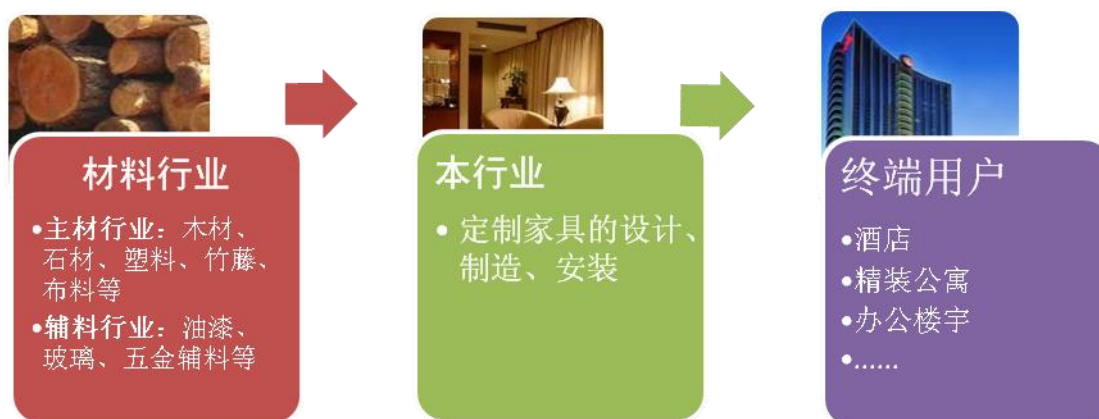 材料行业
•主材行业：木材、
石材、塑料、竹藤、
布料等
•辅料行业：油漆、
玻璃、五金辅料等
本行业
• 定制家具的设计、
制造、安装
终端用户
•酒店
•精装公寓
•办公楼宇
•……